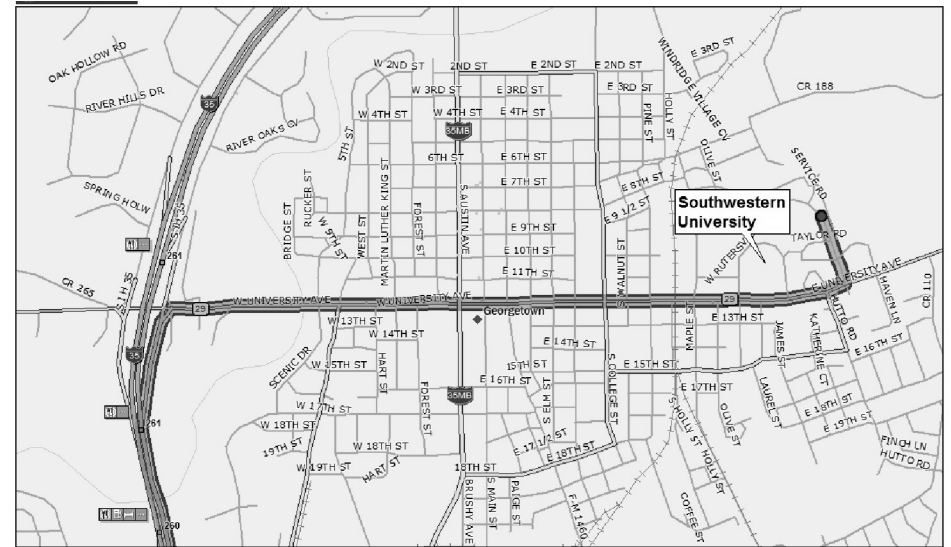 OAK HOLLOW RD
RIVER HILLS DR
35
RIVER OAKS CV
SPRING HOLW
S IH 35
261
CR 265
35
261
260
W 2ND ST
E 2ND ST
E 2ND ST
E 3RD ST
W 3RD ST
E 3RD ST
E 3RD ST
W 4TH ST
W 4TH ST
E 4TH ST
35MB
5TH ST
6TH ST
E 6TH ST
E 7TH ST
E 8TH ST
E 9 1/2 ST
E 9TH ST
E 10TH ST
E 11TH ST
BRIDGE ST
RUCKER ST
W 9TH ST
WEST ST
MARTIN LUTHER KING ST
FOREST ST
S AUSTIN AVE
S WALNUT ST
PINE ST
HOLLY ST
WINDRIDGE VILLAGE CV
OLIVE ST
CR 188
SERVICE RD
Southwestern
University
TAYLOR RD
E UNIVERSITY AVE
HAVEN LN
CR 110
29
W UNIVERSITY AVE
W UNIVERSITY AVE
29
Georgetown
W 13TH ST
W 14TH ST
W 15TH ST
SCENIC DR
HART ST
FOREST ST
W 17TH ST
W 18TH ST
19TH ST
W 18TH ST
W 19TH ST
HART ST
E 13TH ST
E 14TH ST
15TH ST
E 15TH ST
E 16TH ST
E 16TH ST
35MB
S ELM ST
S COLLEGE ST
MAPLE ST
JAMES ST
KATHERINE CT
HUTTO RD
E 17TH ST
E 17 1/2 ST
E 18TH ST
18TH ST
LAUREL ST
OLIVE ST
S HOLLY ST
HOLLY ST
E 18TH ST
E 19TH ST
FINCH LN
HUTTO RD
BRUSHY AVE
S MAIN ST
PAIGE ST
F-M 1460
COFFEE ST